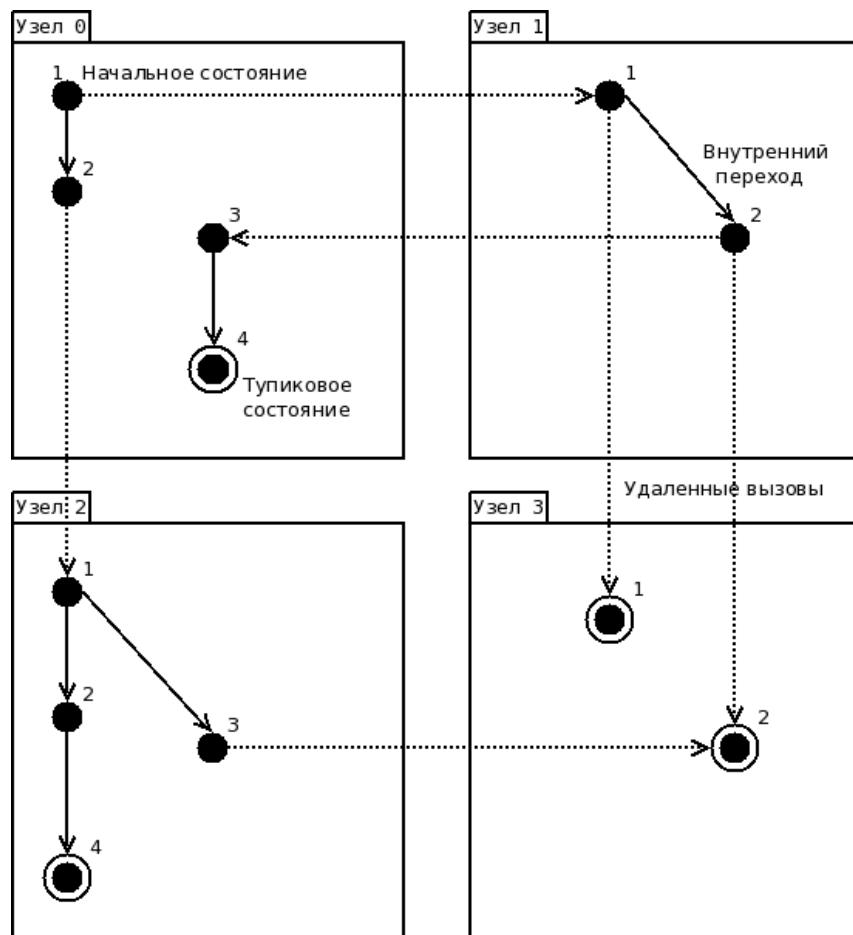 Узел 0
Узел 1
1 Начальное состояние
1
2
Внутренний
переход
3
2
4
Тупиковое
состояние
Удаленные вызовы
Узел 2
Узел 3
1
1
2
3
2
4